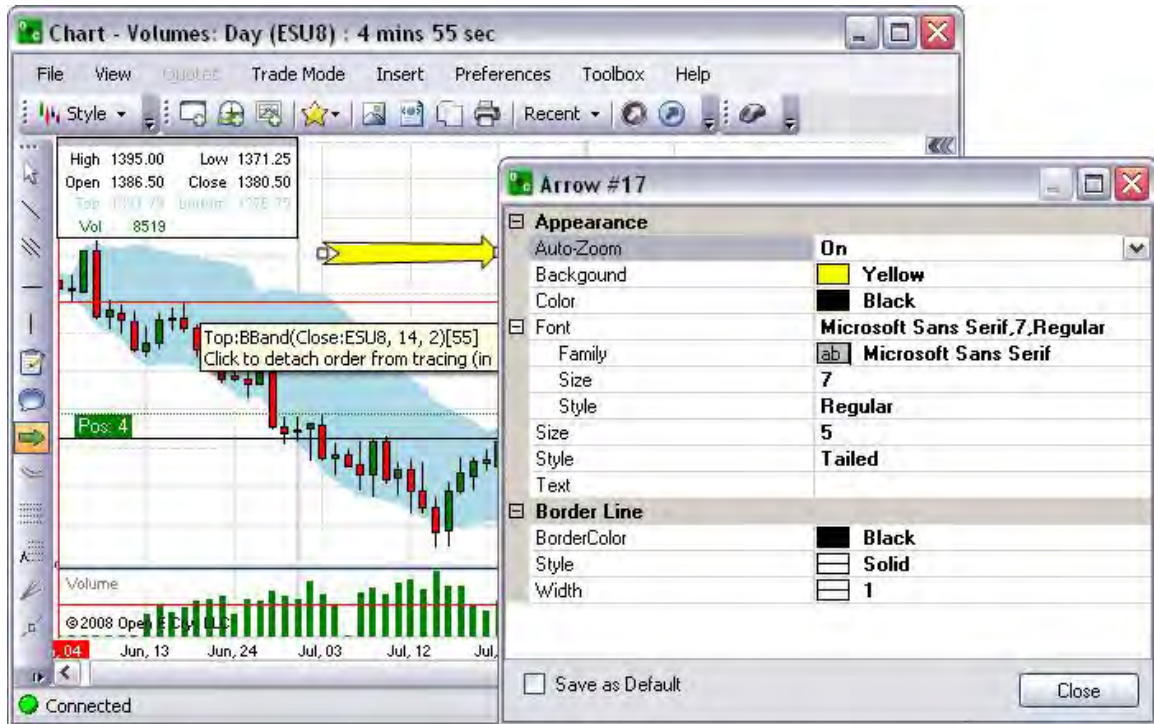 Chart - Volumes: Day (ESU8) : 4 mins 55 sec
File View Quotes Trade Mode Insert Preferences Toolbox Help
Style Recent
High 1395.00 Low 1371.25
Open 1386.50 Close 1380.50
Top Bottom
Vol 8519
Top:BBand(Close:ESU8, 14, 2)[55]
Click to detach order from tracing (in
Pos: 4
Volume
©2008 Open E Cry, LLC
, 04 Jun, 13 Jun, 24 Jul, 03 Jul, 12 Jul,
Connected
Arrow #17
Appearance
Auto-Zoom On
Backgound Yellow
Color Black
Font Microsoft Sans Serif,7,Regular
Family ab Microsoft Sans Serif
Size 7
Style Regular
Size 5
Style Tailed
Text
Border Line
BorderColor Black
Style Solid
Width 1
Save as Default Close